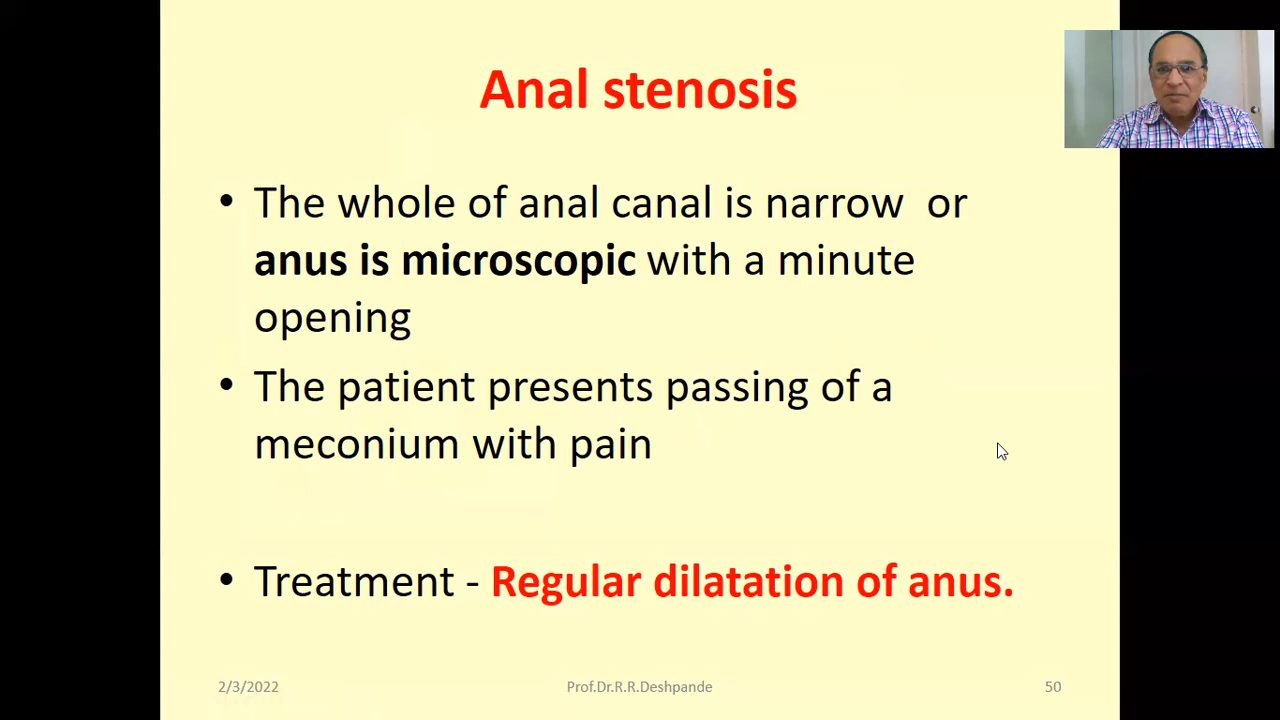 Anal stenosis
• The whole of anal canal is narrow  or
anus is microscopic with a minute
opening
• The patient presents passing of a
meconium with pain
• Treatment - Regular dilatation of anus.
2/3/2022 Prof.Dr.R.R.Deshpande 50